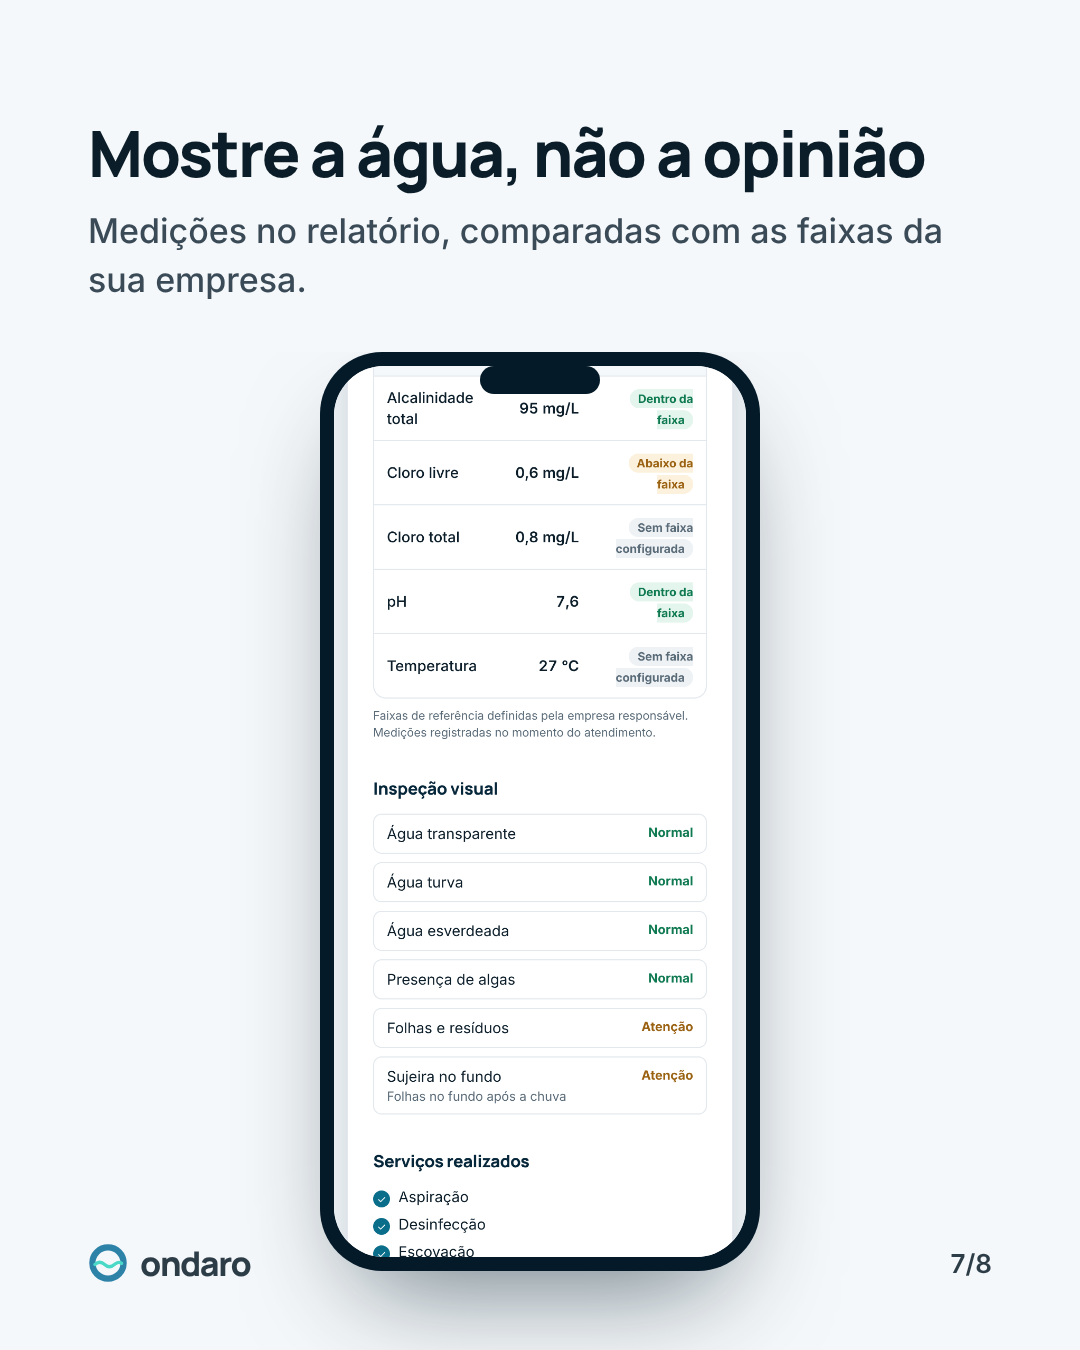 Mostre a água, não a opinião
Medições no relatório, comparadas com as faixas da
sua empresa.
Alcalinidade
total
95 mg/L
Dentro da
faixa
Cloro livre
0,6 mg/L
Abaixo da
faixa
Cloro total
0,8 mg/L
Sem faixa
configurada
pH
7,6
Dentro da
faixa
Temperatura
27 °C
Sem faixa
configurada
Faixas de referência definidas pela empresa responsável.
Medições registradas no momento do atendimento.
Inspeção visual
Água transparente Normal
Água turva Normal
Água esverdeada Normal
Presença de algas Normal
Folhas e resíduos Atenção
Sujeira no fundo Atenção
Folhas no fundo após a chuva
Serviços realizados
Aspiração
Desinfecção
Escovação
ondaro
7/8